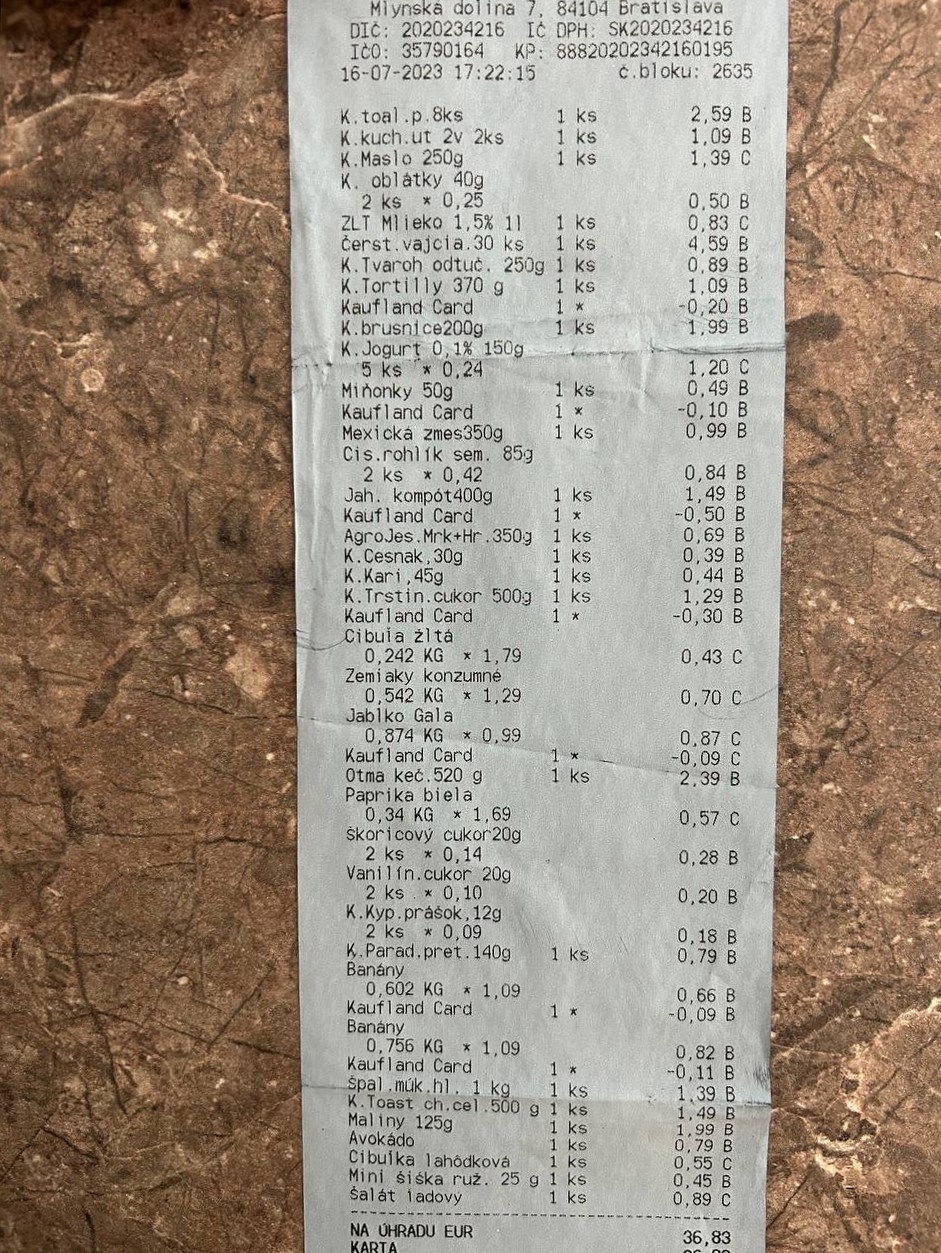 Mlynská dolina 7, 84104 Bratislava
DIČ: 2020234216 IČ DPH: SK2020234216
IČO: 35790164 KP: 88820202342160195
16-07-2023 17:22:15 č.bloku: 2635
K.toal.p.8ks 1 ks 2,59 B
K.kuch.ut 2v 2ks 1 ks 1,09 B
K.Maslo 250g 1 ks 1,39 C
K. oblátky 40g
2 ks * 0,25 0,50 B
ZLT Mlieko 1,5% 1l 1 ks 0,83 C
Čerst.vajcia.30 ks 1 ks 4,59 B
K.Tvaroh odtuč. 250g 1 ks 0,89 B
K.Tortilly 370 g 1 ks 1,09 B
Kaufland Card 1 * -0,20 B
K.brusnice200g 1 ks 1,99 B
K.Jogurt 0,1% 150g
5 ks * 0,24 1,20 C
Miňonky 50g 1 ks 0,49 B
Kaufland Card 1 * -0,10 B
Mexická zmes350g 1 ks 0,99 B
Cis.rohlík sem. 85g
2 ks * 0,42 0,84 B
Jah. kompót400g 1 ks 1,49 B
Kaufland Card 1 * -0,50 B
AgroJes.Mrk+Hr.350g 1 ks 0,69 B
K.Cesnak,30g 1 ks 0,39 B
K.Kari,45g 1 ks 0,44 B
K.Trstin.cukor 500g 1 ks 1,29 B
Kaufland Card 1 * -0,30 B
Cibuľa žltá
0,242 KG * 1,79 0,43 C
Zemiaky konzumné
0,542 KG * 1,29 0,70 C
Jablko Gala
0,874 KG * 0,99 0,87 C
Kaufland Card 1 * -0,09 C
Otma keč.520 g 1 ks 2,39 B
Paprika biela
0,34 KG * 1,69 0,57 C
Škoricový cukor20g
2 ks * 0,14 0,28 B
Vanilín.cukor 20g
2 ks * 0,10 0,20 B
K.Kyp.prášok,12g
2 ks * 0,09 0,18 B
K.Parad.pret.140g 1 ks 0,79 B
Banány
0,602 KG * 1,09 0,66 B
Kaufland Card 1 * -0,09 B
Banány
0,756 KG * 1,09 0,82 B
Kaufland Card 1 * -0,11 B
Špal.múk.hl. 1 kg 1 ks 1,39 B
K.Toast ch.cel.500 g 1 ks 1,49 B
Maliny 125g 1 ks 1,99 B
Avokádo 1 ks 0,79 B
Cibuľka lahôdková 1 ks 0,55 C
Mini šiška ruž. 25 g 1 ks 0,45 B
Šalát ľadový 1 ks 0,89 C
NA ÚHRADU EUR 36,83
KARTA